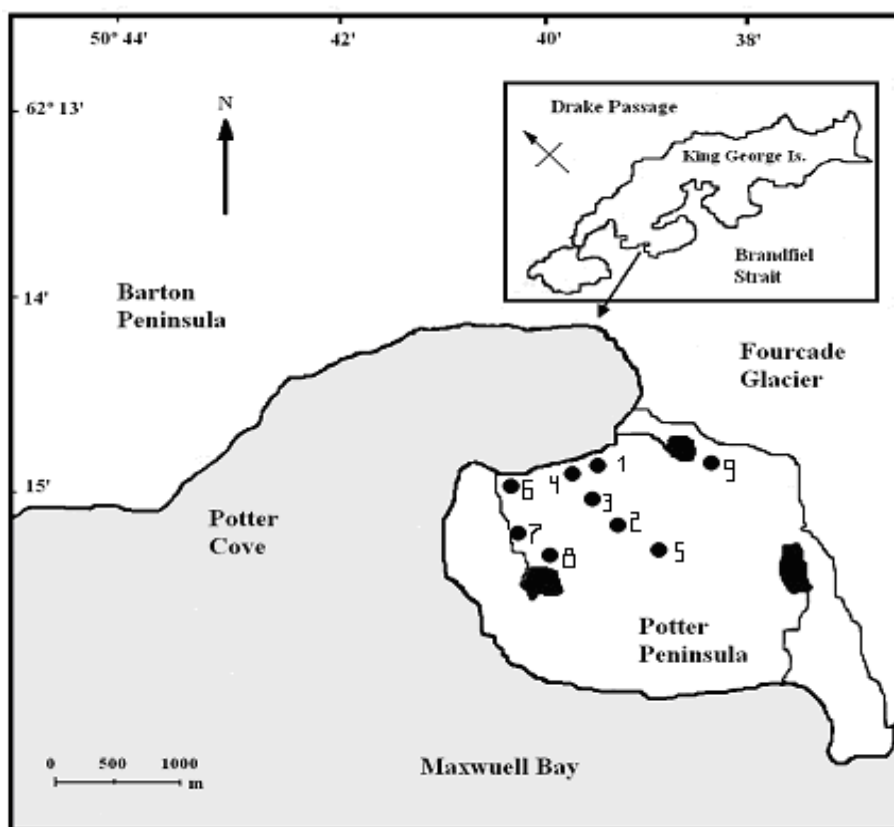 50° 44' 42' 40' 38'
62° 13'
N
Drake Passage
King George Is.
Brandfiel
Strait
14'
Barton
Peninsula
Fourcade
Glacier
1
4
9
15'
6
3
Potter
Cove
2
7
8
5
Potter
Peninsula
0 500 1000
m
Maxwuell Bay